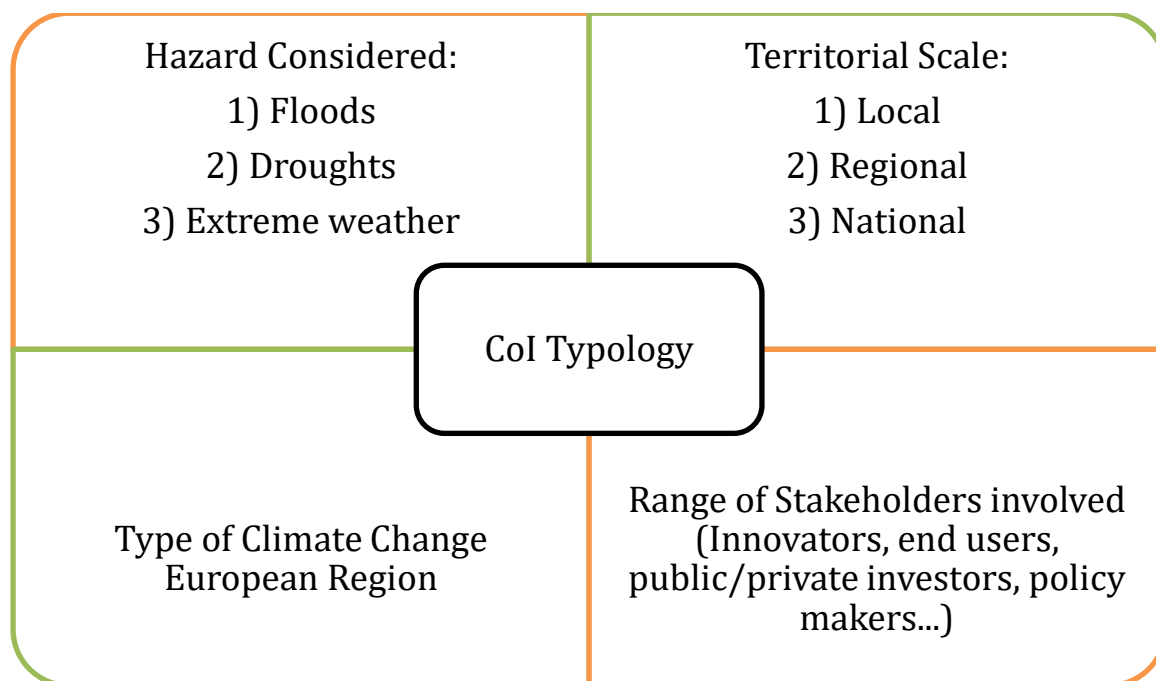 Hazard Considered:
1) Floods
2) Droughts
3) Extreme weather
Territorial Scale:
1) Local
2) Regional
3) National
CoI Typology
Type of Climate Change
European Region
Range of Stakeholders involved
(Innovators, end users,
public/private investors, policy
makers...)